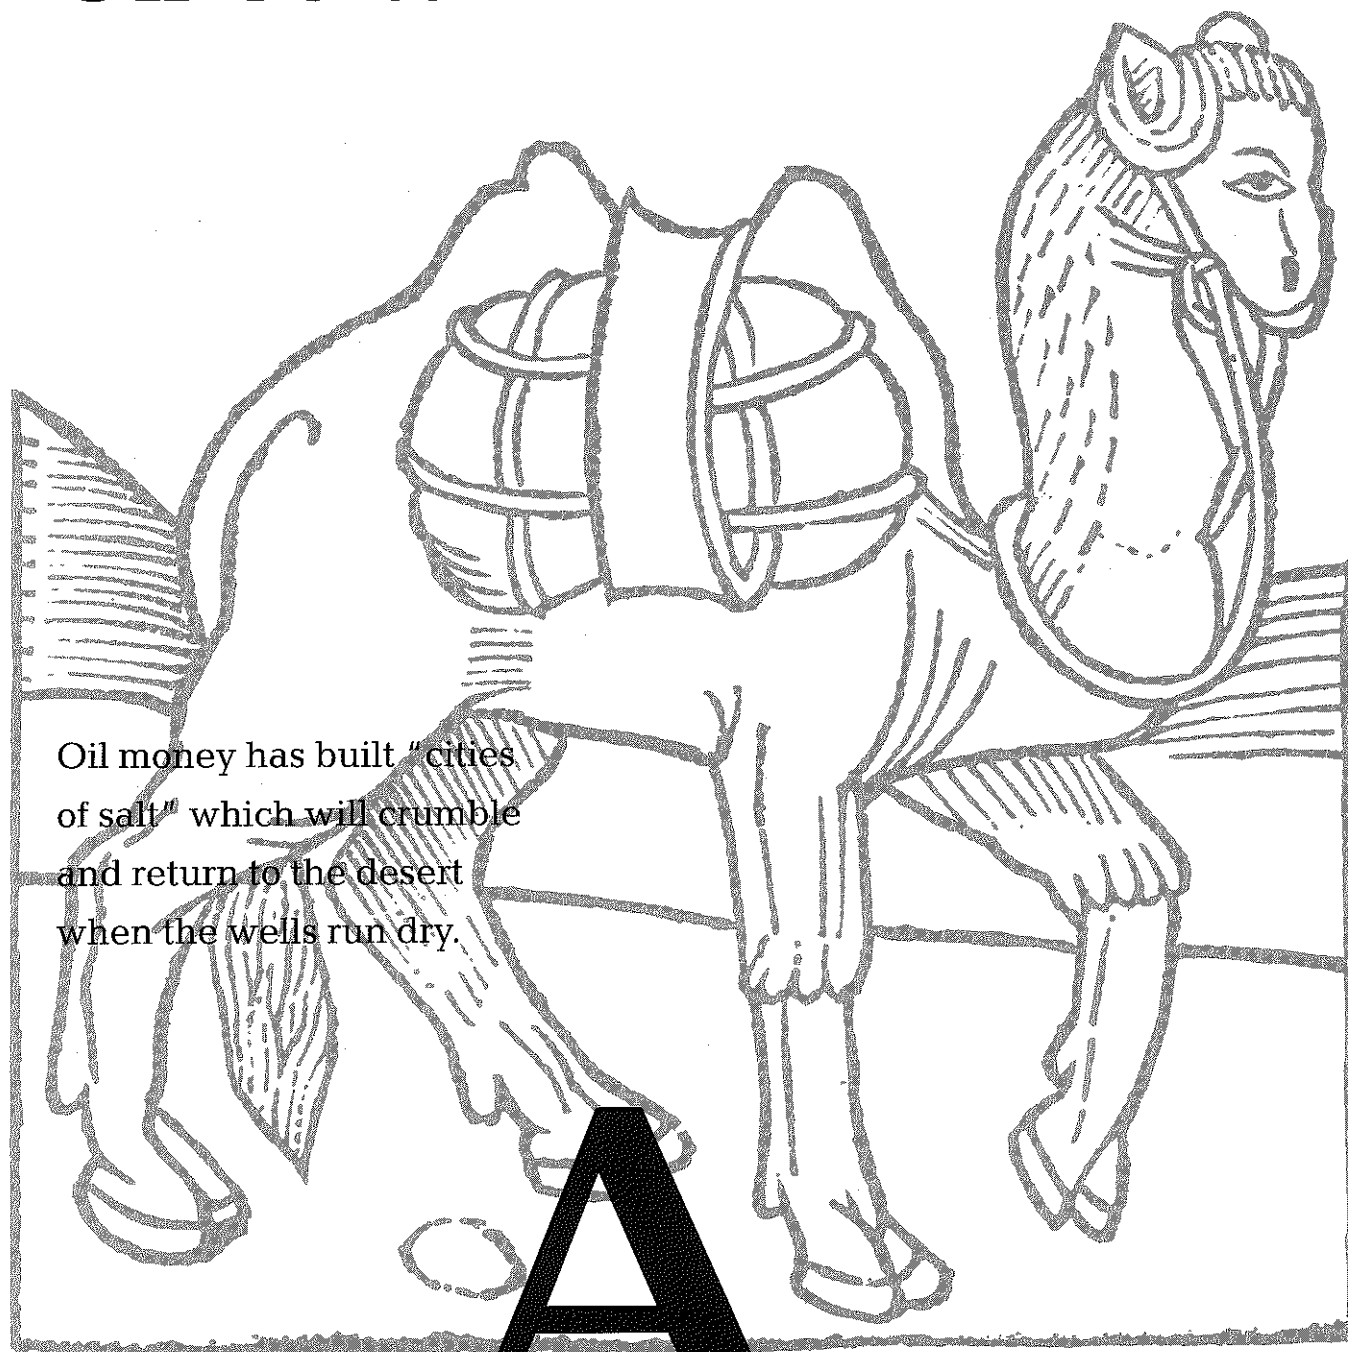 Oil money has built “cities
of salt” which will crumble
and return to the desert
when the wells run dry.
A